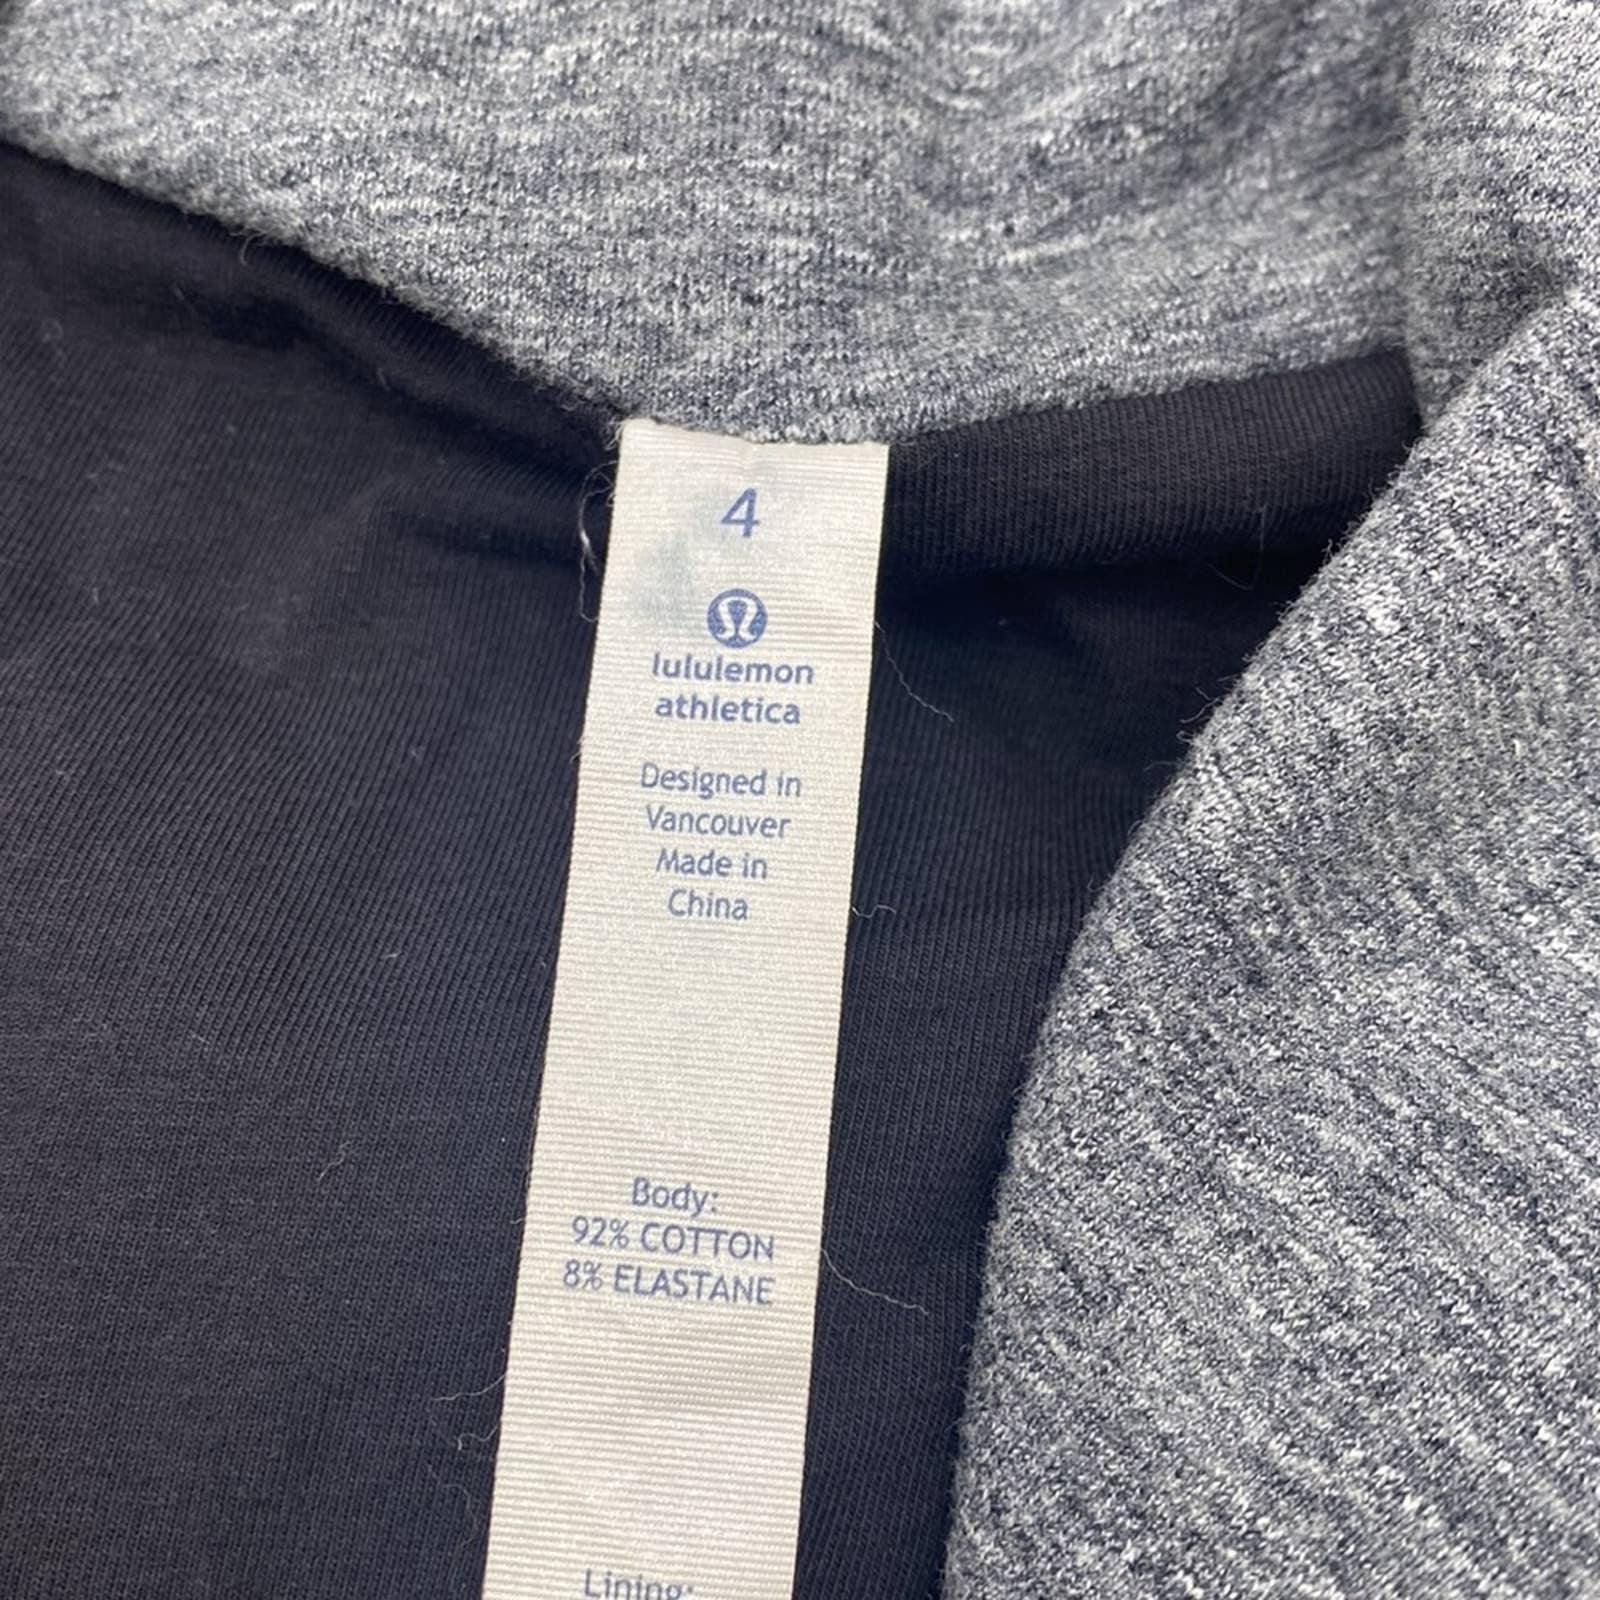 4
lululemon
athletica
Designed in
Vancouver
Made in
China
Body:
92% COTTON
8% ELASTANE
Lining: